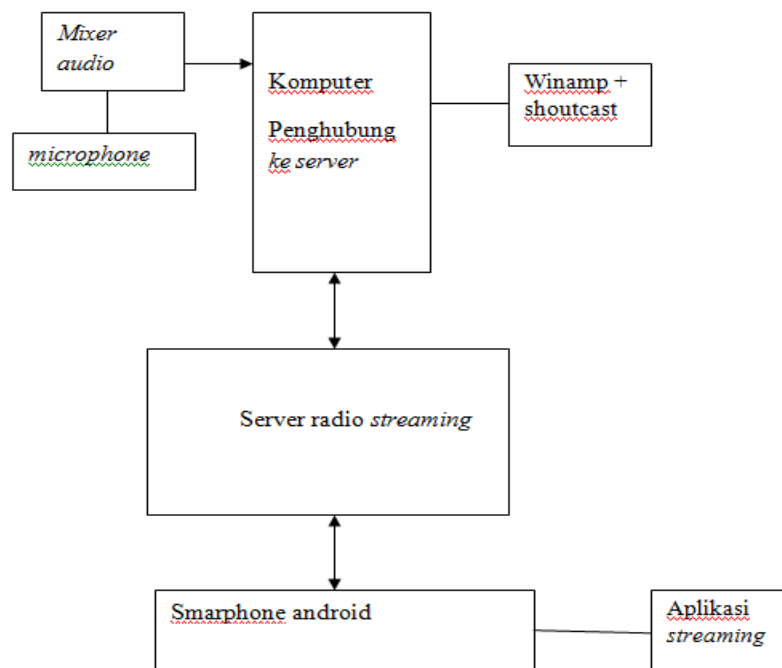 Mixer
audio
microphone
Komputer
Penghubung
ke server
Winamp +
shoutcast
Server radio streaming
Smarphone android
Aplikasi
streaming